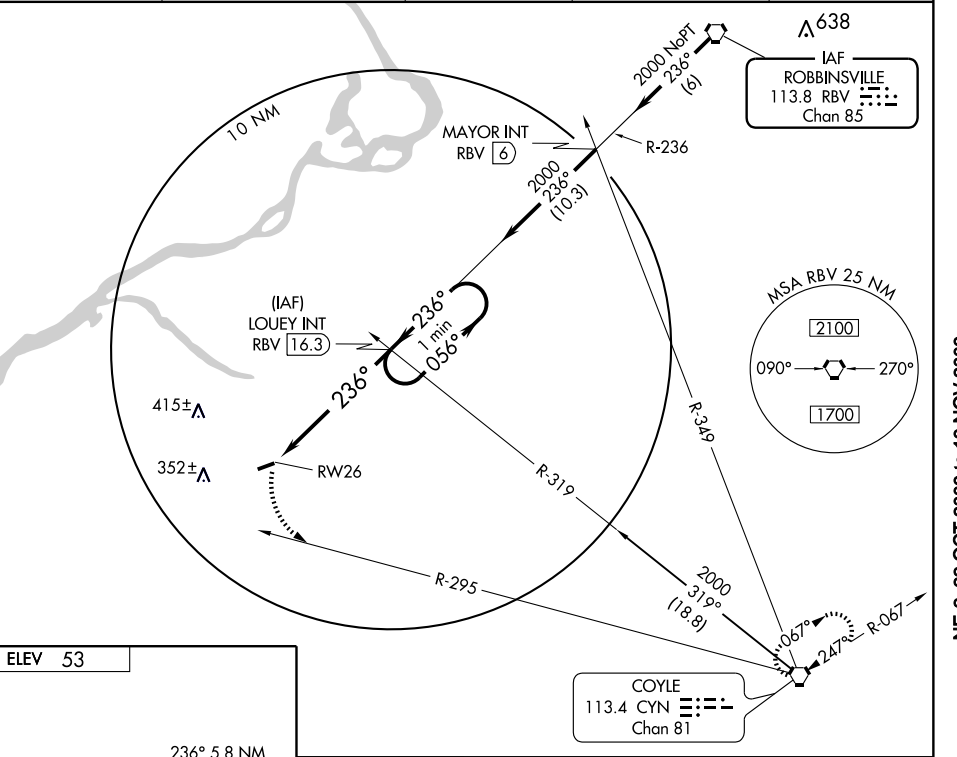 638
2000 NoPT
236°
(6)
IAF
ROBBINSVILLE
113.8 RBV
Chan 85
10 NM
MAYOR INT
RBV 6
R-236
2000
236°
(10.3)
MSA RBV 25 NM
2100
090°
270°
1700
(IAF)
LOUEY INT
RBV 16.3
236°
1 min
056°
236°
R-349
415±
352±
RW26
R-319
R-295
2000
319°
(18.8)
067°
247°
R-067
ELEV 53
COYLE
113.4 CYN
Chan 81
236° 5.8 NM